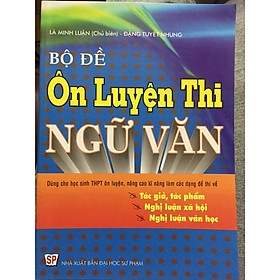 LÃ MINH LUẬN (Chủ biên) - ĐẶNG TUYẾT NHUNG
BỘ ĐỀ
Ôn Luyện Thi
NGỮ VĂN
Dùng cho học sinh THPT ôn luyện, nâng cao kĩ năng làm các dạng đề thi về
Tác giả, tác phẩm
Nghị luận xã hội
Nghị luận văn học
SP
NHÀ XUẤT BẢN ĐẠI HỌC SƯ PHẠM